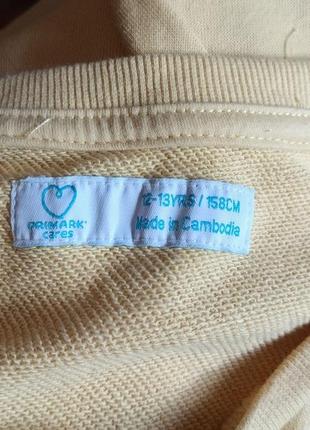 PRIMARK
cares
12-13YRS / 158CM
Made in Cambodia